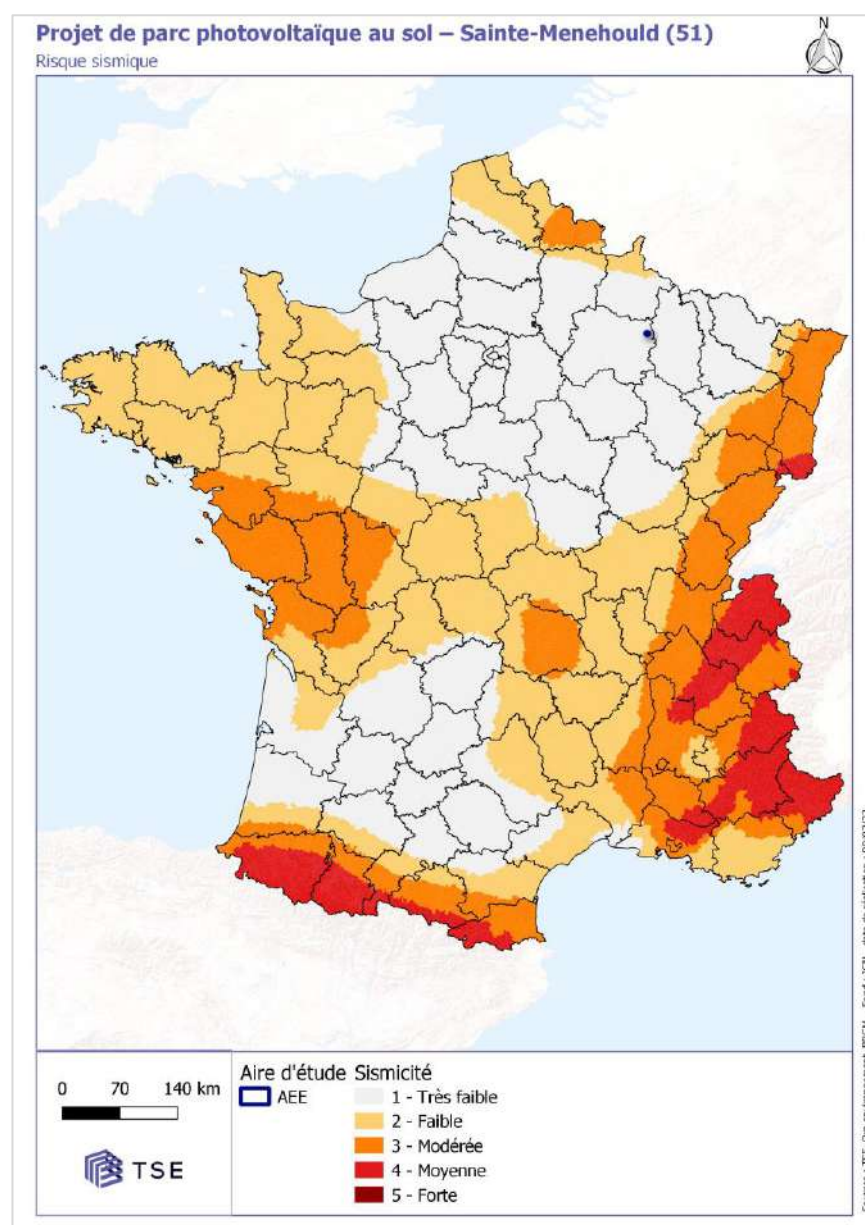 Projet de parc photovoltaïque au sol – Sainte-Menehould (51)
Risque sismique
N
0 70 140 km
TSE
Aire d'étude
AEE
Sismicité
1 - Très faible
2 - Faible
3 - Modérée
4 - Moyenne
5 - Forte